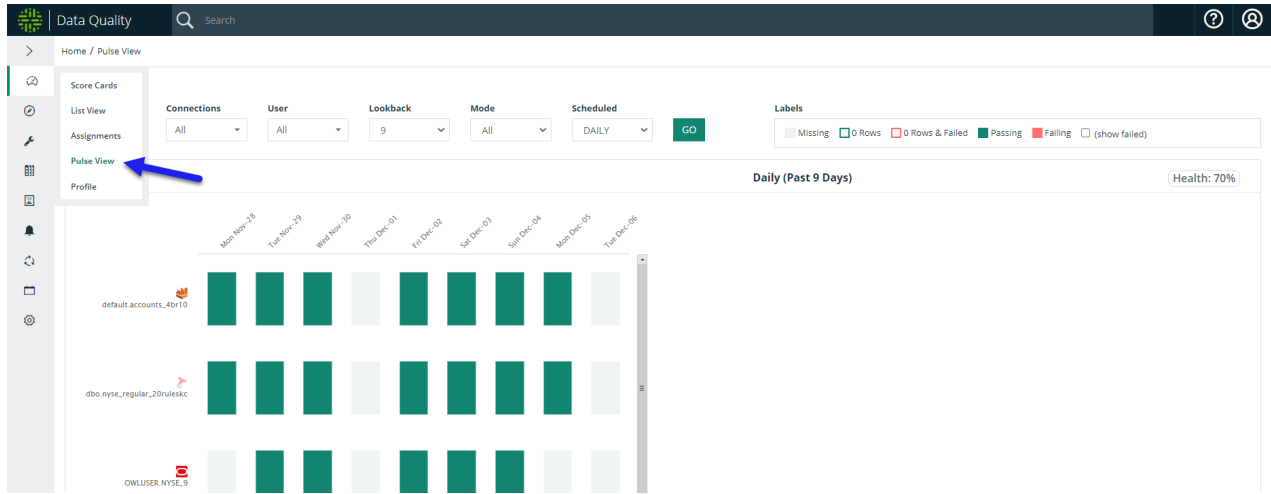 Data Quality Search
Home / Pulse View
Score Cards
List View
Assignments
Pulse View
Profile
Connections User Lookback Mode Scheduled Labels
All All 9 All DAILY GO Missing 0 Rows 0 Rows & Failed Passing Failing (show failed)
Daily (Past 9 Days) Health: 70%
Mon Nov-28 Tue Nov-29 Wed Nov-30 Thu Dec-01 Fri Dec-02 Sat Dec-03 Sun Dec-04 Mon Dec-05 Tue Dec-06
default.accounts_4br10
dbo.nyse_regular_20ruleskc
OWLUSER.NYSE_9